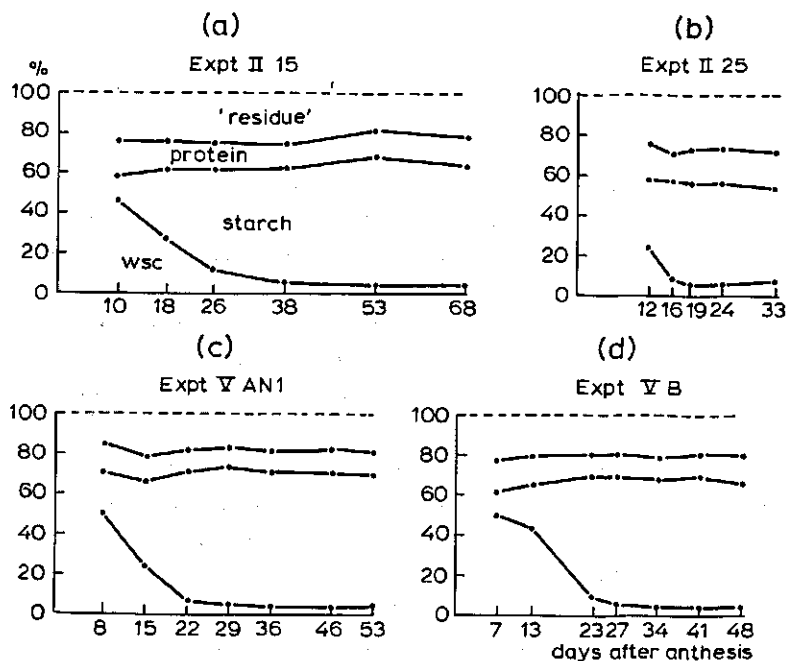 (a)
Expt II 15
%
100
80
60
40
20
0
'residue'
protein
starch
wsc
10 18 26 38 53 68
(b)
Expt II 25
100
80
60
40
20
0
12 16 19 24 33
(c)
Expt V AN1
100
80
60
40
20
0
8 15 22 29 36 46 53
(d)
Expt V B
100
80
60
40
20
0
7 13 23 27 34 41 48
days after anthesis